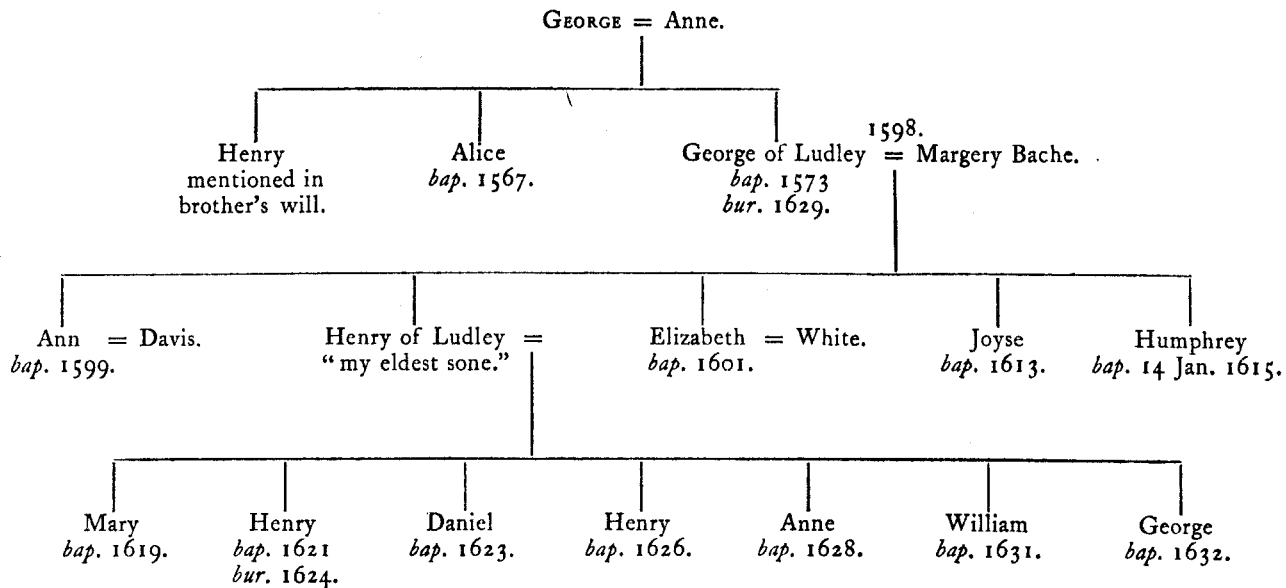 GEORGE = Anne.
1598.
Henry Alice George of Ludley = Margery Bache.
mentioned in bap. 1567. bap. 1573
brother's will. bur. 1629.
Ann = Davis. Henry of Ludley = Elizabeth = White. Joyse Humphrey
bap. 1599. “my eldest sone.” bap. 1601. bap. 1613. bap. 14 Jan. 1615.
Mary Henry Daniel Henry Anne William George
bap. 1619. bap. 1621 bap. 1623. bap. 1626. bap. 1628. bap. 1631. bap. 1632.
bur. 1624.